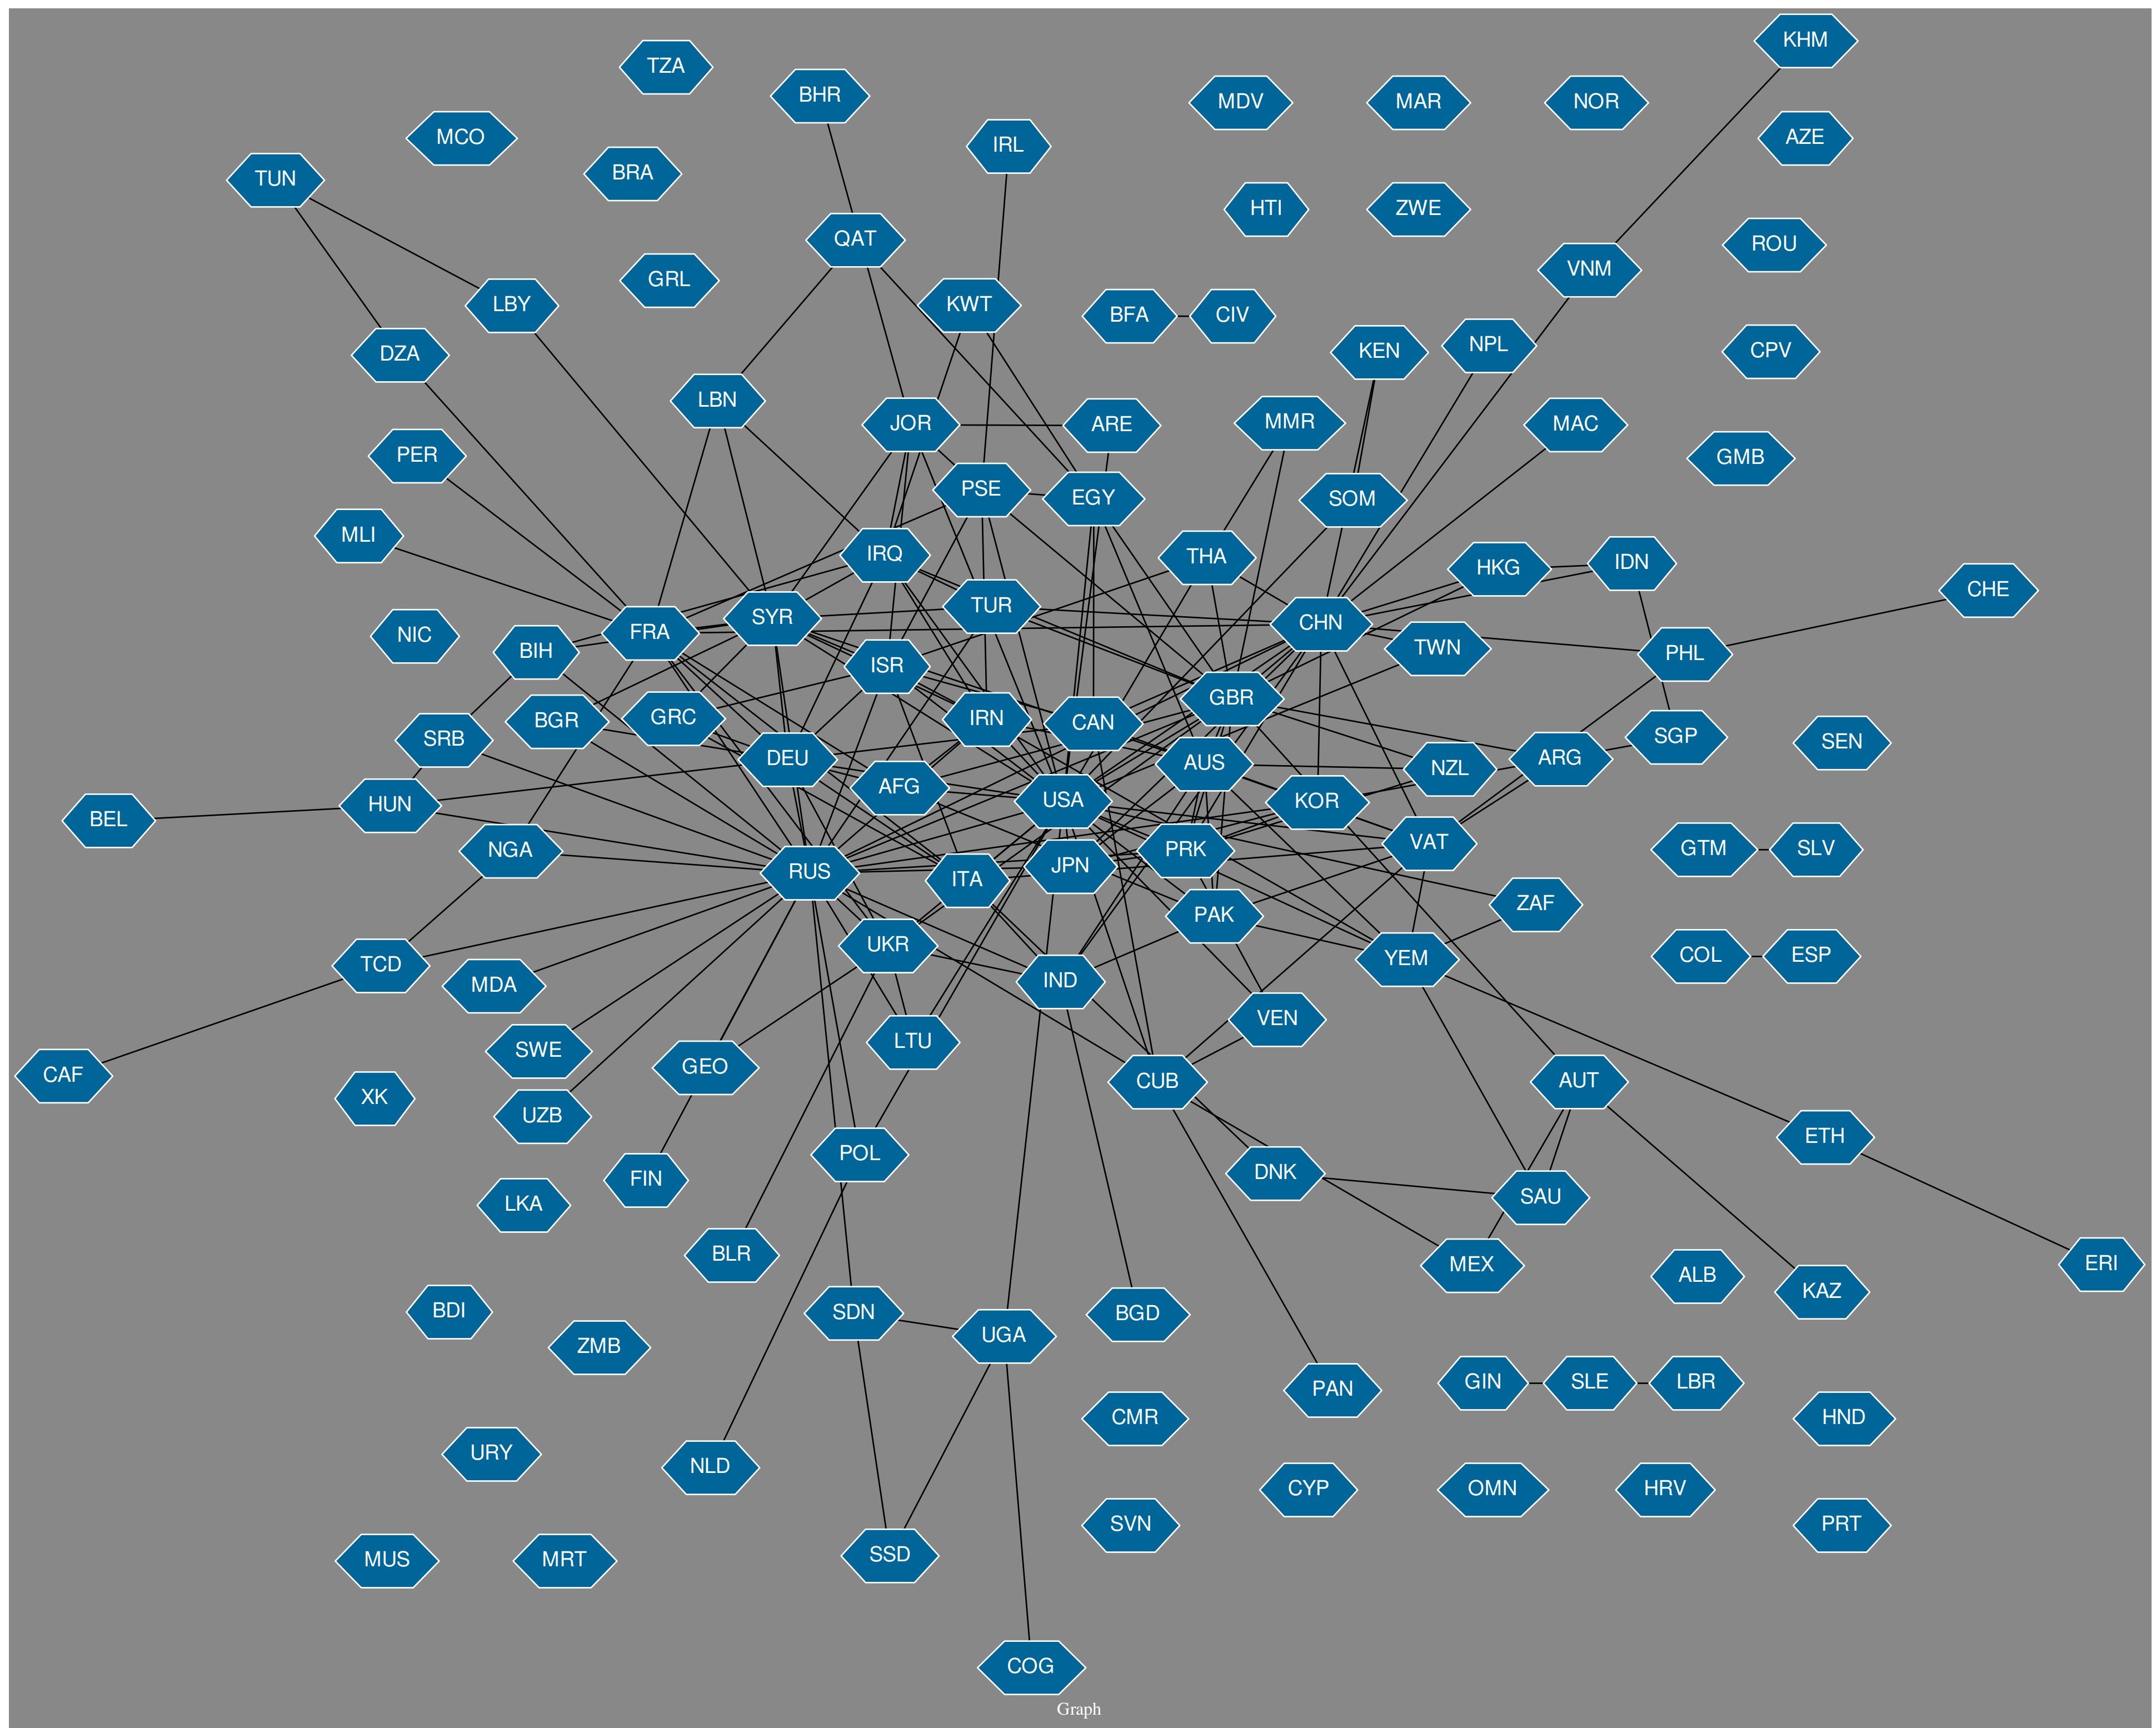 KHM
TZA
BHR
MDV
MAR
NOR
MCO
IRL
AZE
TUN
BRA
HTI
ZWE
QAT
ROU
VNM
GRL
LBY
KWT
BFA
CIV
DZA
KEN
NPL
CPV
LBN
JOR
ARE
MMR
MAC
PER
GMB
PSE
EGY
SOM
MLI
IRQ
THA
HKG
IDN
CHE
NIC
FRA
SYR
TUR
CHN
BIH
ISR
TWN
PHL
BGR
GRC
IRN
CAN
GBR
SRB
SGP
SEN
DEU
AUS
NZL
ARG
BEL
HUN
AFG
USA
KOR
NGA
RUS
ITA
JPN
PRK
VAT
GTM
SLV
PAK
ZAF
TCD
UKR
YEM
COL
ESP
MDA
IND
VEN
LTU
SWE
CAF
XK
UZB
GEO
CUB
AUT
ETH
POL
FIN
DNK
SAU
LKA
BLR
MEX
ALB
KAZ
ERI
BDI
SDN
BGD
ZMB
UGA
PAN
GIN
SLE
LBR
CMR
HND
URY
NLD
CYP
OMN
HRV
SVN
PRT
MUS
MRT
SSD
COG
Graph